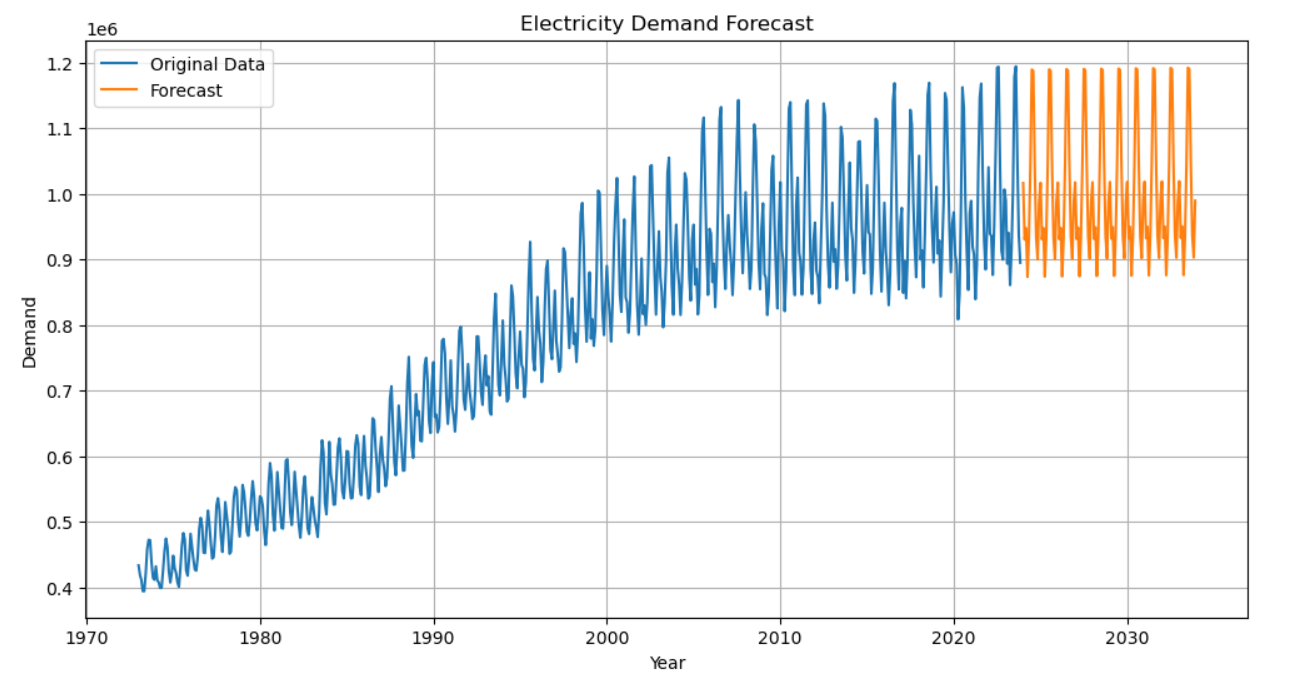 Electricity Demand Forecast
1e6
Original Data
Forecast
1.2
1.1
1.0
0.9
0.8
0.7
0.6
0.5
0.4
Demand
1970 1980 1990 2000 2010 2020 2030
Year